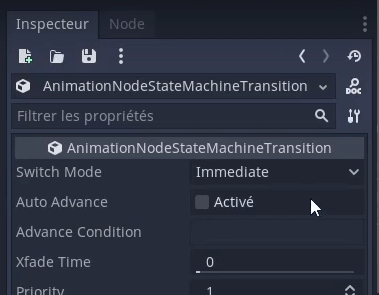 Inspecteur Node
AnimationNodeStateMachineTransition
DOC
Filtrer les propriétés
AnimationNodeStateMachineTransition
Switch Mode Immediate
Auto Advance Activé
Advance Condition
Xfade Time 0
Priority 1